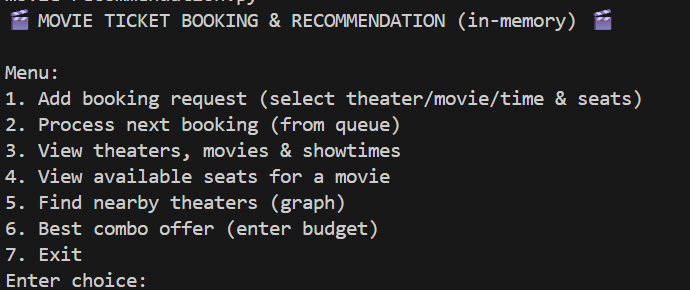 🎬 MOVIE TICKET BOOKING & RECOMMENDATION (in-memory) 🎬
Menu:
1. Add booking request (select theater/movie/time & seats)
2. Process next booking (from queue)
3. View theaters, movies & showtimes
4. View available seats for a movie
5. Find nearby theaters (graph)
6. Best combo offer (enter budget)
7. Exit
Enter choice: